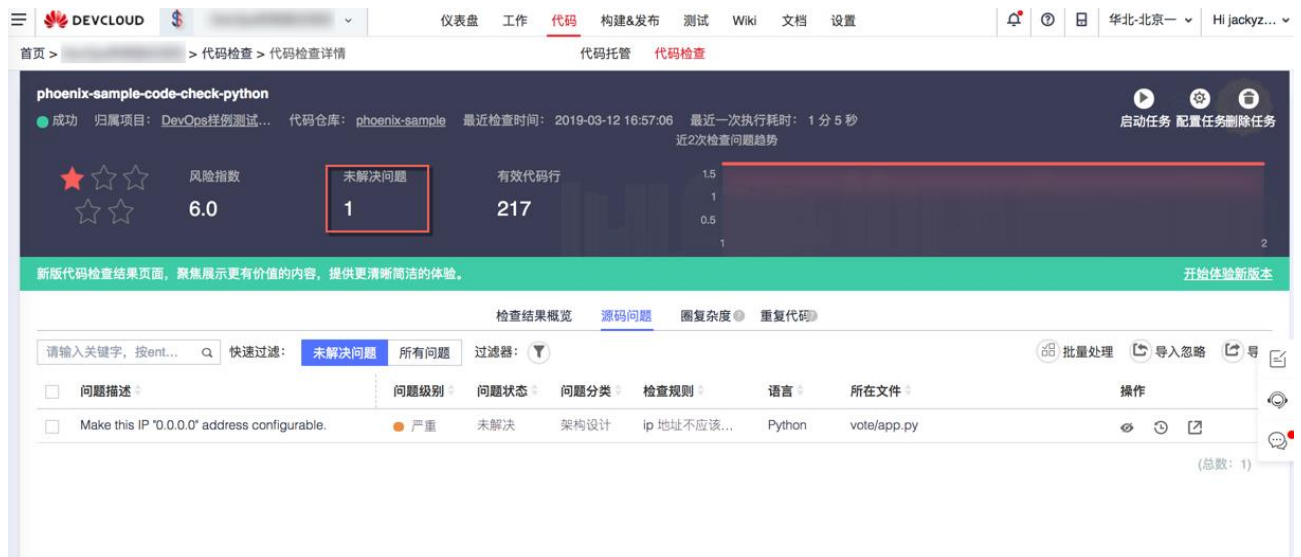 DEVCLOUD 仪表盘 工作 代码 构建&发布 测试 Wiki 文档 设置 华北-北京一 Hi jackyz...
首页 > > 代码检查 > 代码检查详情 代码托管 代码检查
phoenix-sample-code-check-python
启动任务 配置任务 删除任务
成功 归属项目: DevOps样例测试... 代码仓库: phoenix-sample 最近检查时间: 2019-03-12 16:57:06 最近一次执行耗时: 1 分 5 秒
近2次检查问题趋势
风险指数 未解决问题 有效代码行
6.0 1 217
1.5
1
0.5
1 2
新版代码检查结果页面,聚焦展示更有价值的内容,提供更清晰简洁的体验。 开始体验新版本
检查结果概览 源码问题 圈复杂度 重复代码
请输入关键字,按ent... 快速过滤: 未解决问题 所有问题 过滤器: 批量处理 导入忽略 导
问题描述 问题级别 问题状态 问题分类 检查规则 语言 所在文件 操作
Make this IP "0.0.0.0" address configurable. 严重 未解决 架构设计 ip 地址不应该... Python vote/app.py
(总数: 1)